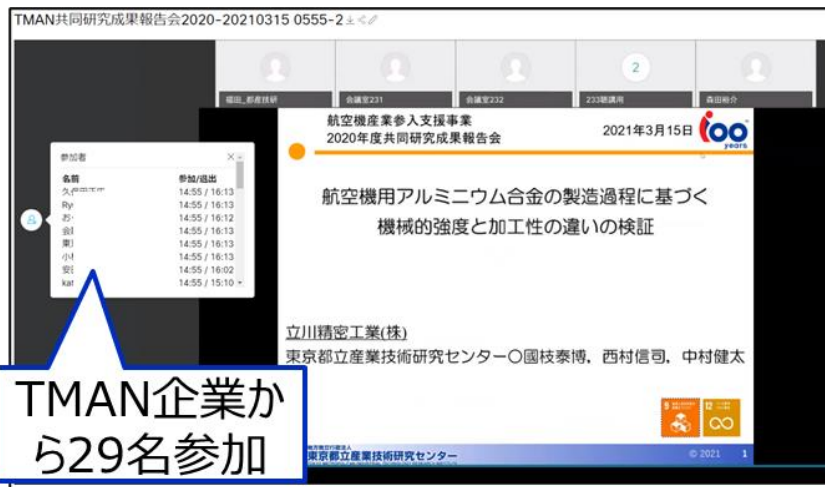 TMAN共同研究成果報告会2020-20210315 0555-2
福田_都産技研
会議室231
会議室232
2
233聴講用
森田裕介
参加者
×
名前 参加/退出
14:55 / 16:13
Ry 14:55 / 16:13
お 14:55 / 16:12
会 14:55 / 16:13
東 14:55 / 16:13
小 14:55 / 16:13
安 14:55 / 16:02
kat 14:55 / 15:10
航空機産業参入支援事業
2020年度共同研究成果報告会
2021年3月15日
100
years
航空機用アルミニウム合金の製造過程に基づく
機械的強度と加工性の違いの検証
立川精密工業(株)
東京都立産業技術研究センター〇國枝泰博，西村信司，中村健太
TMAN企業か
ら29名参加
9
12
東京都立産業技術研究センター
© 2021 1